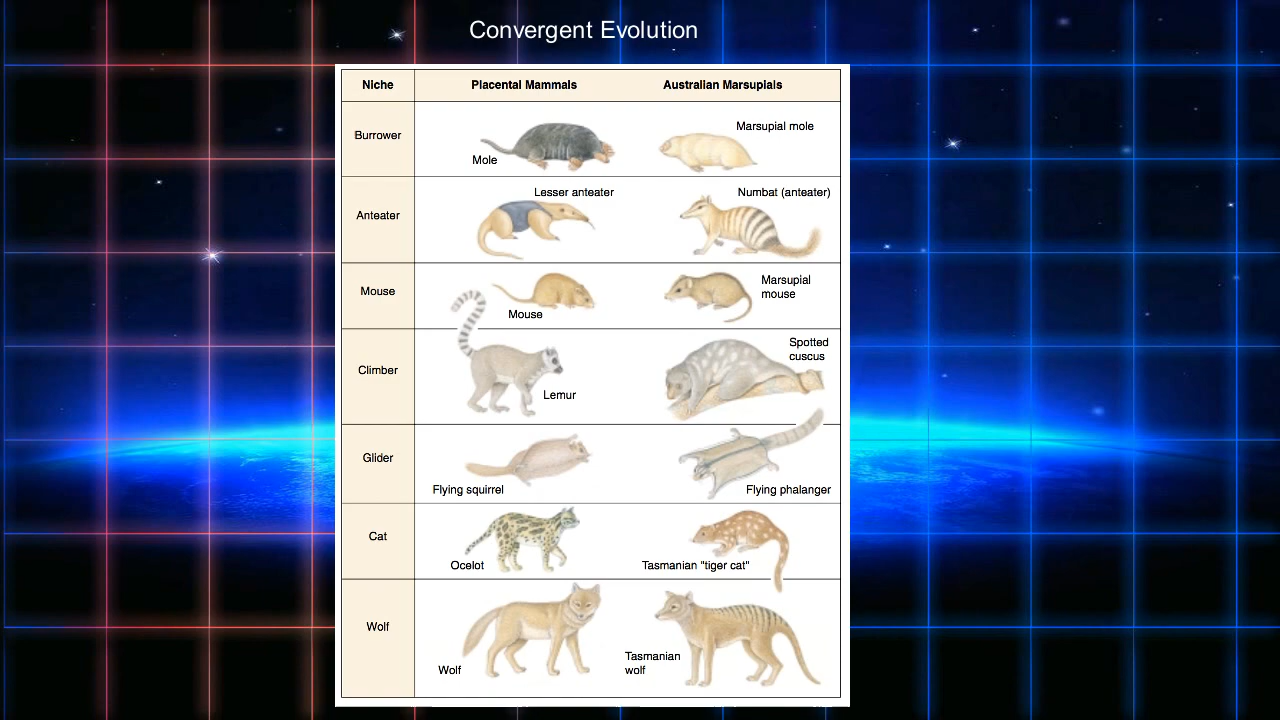 Convergent Evolution
Niche Placental Mammals Australian Marsupials
Burrower
Mole
Marsupial mole
Anteater
Lesser anteater
Numbat (anteater)
Mouse
Mouse
Marsupial
mouse
Climber
Lemur
Spotted
cuscus
Glider
Flying squirrel
Flying phalanger
Cat
Ocelot
Tasmanian "tiger cat"
Wolf
Wolf
Tasmanian
wolf